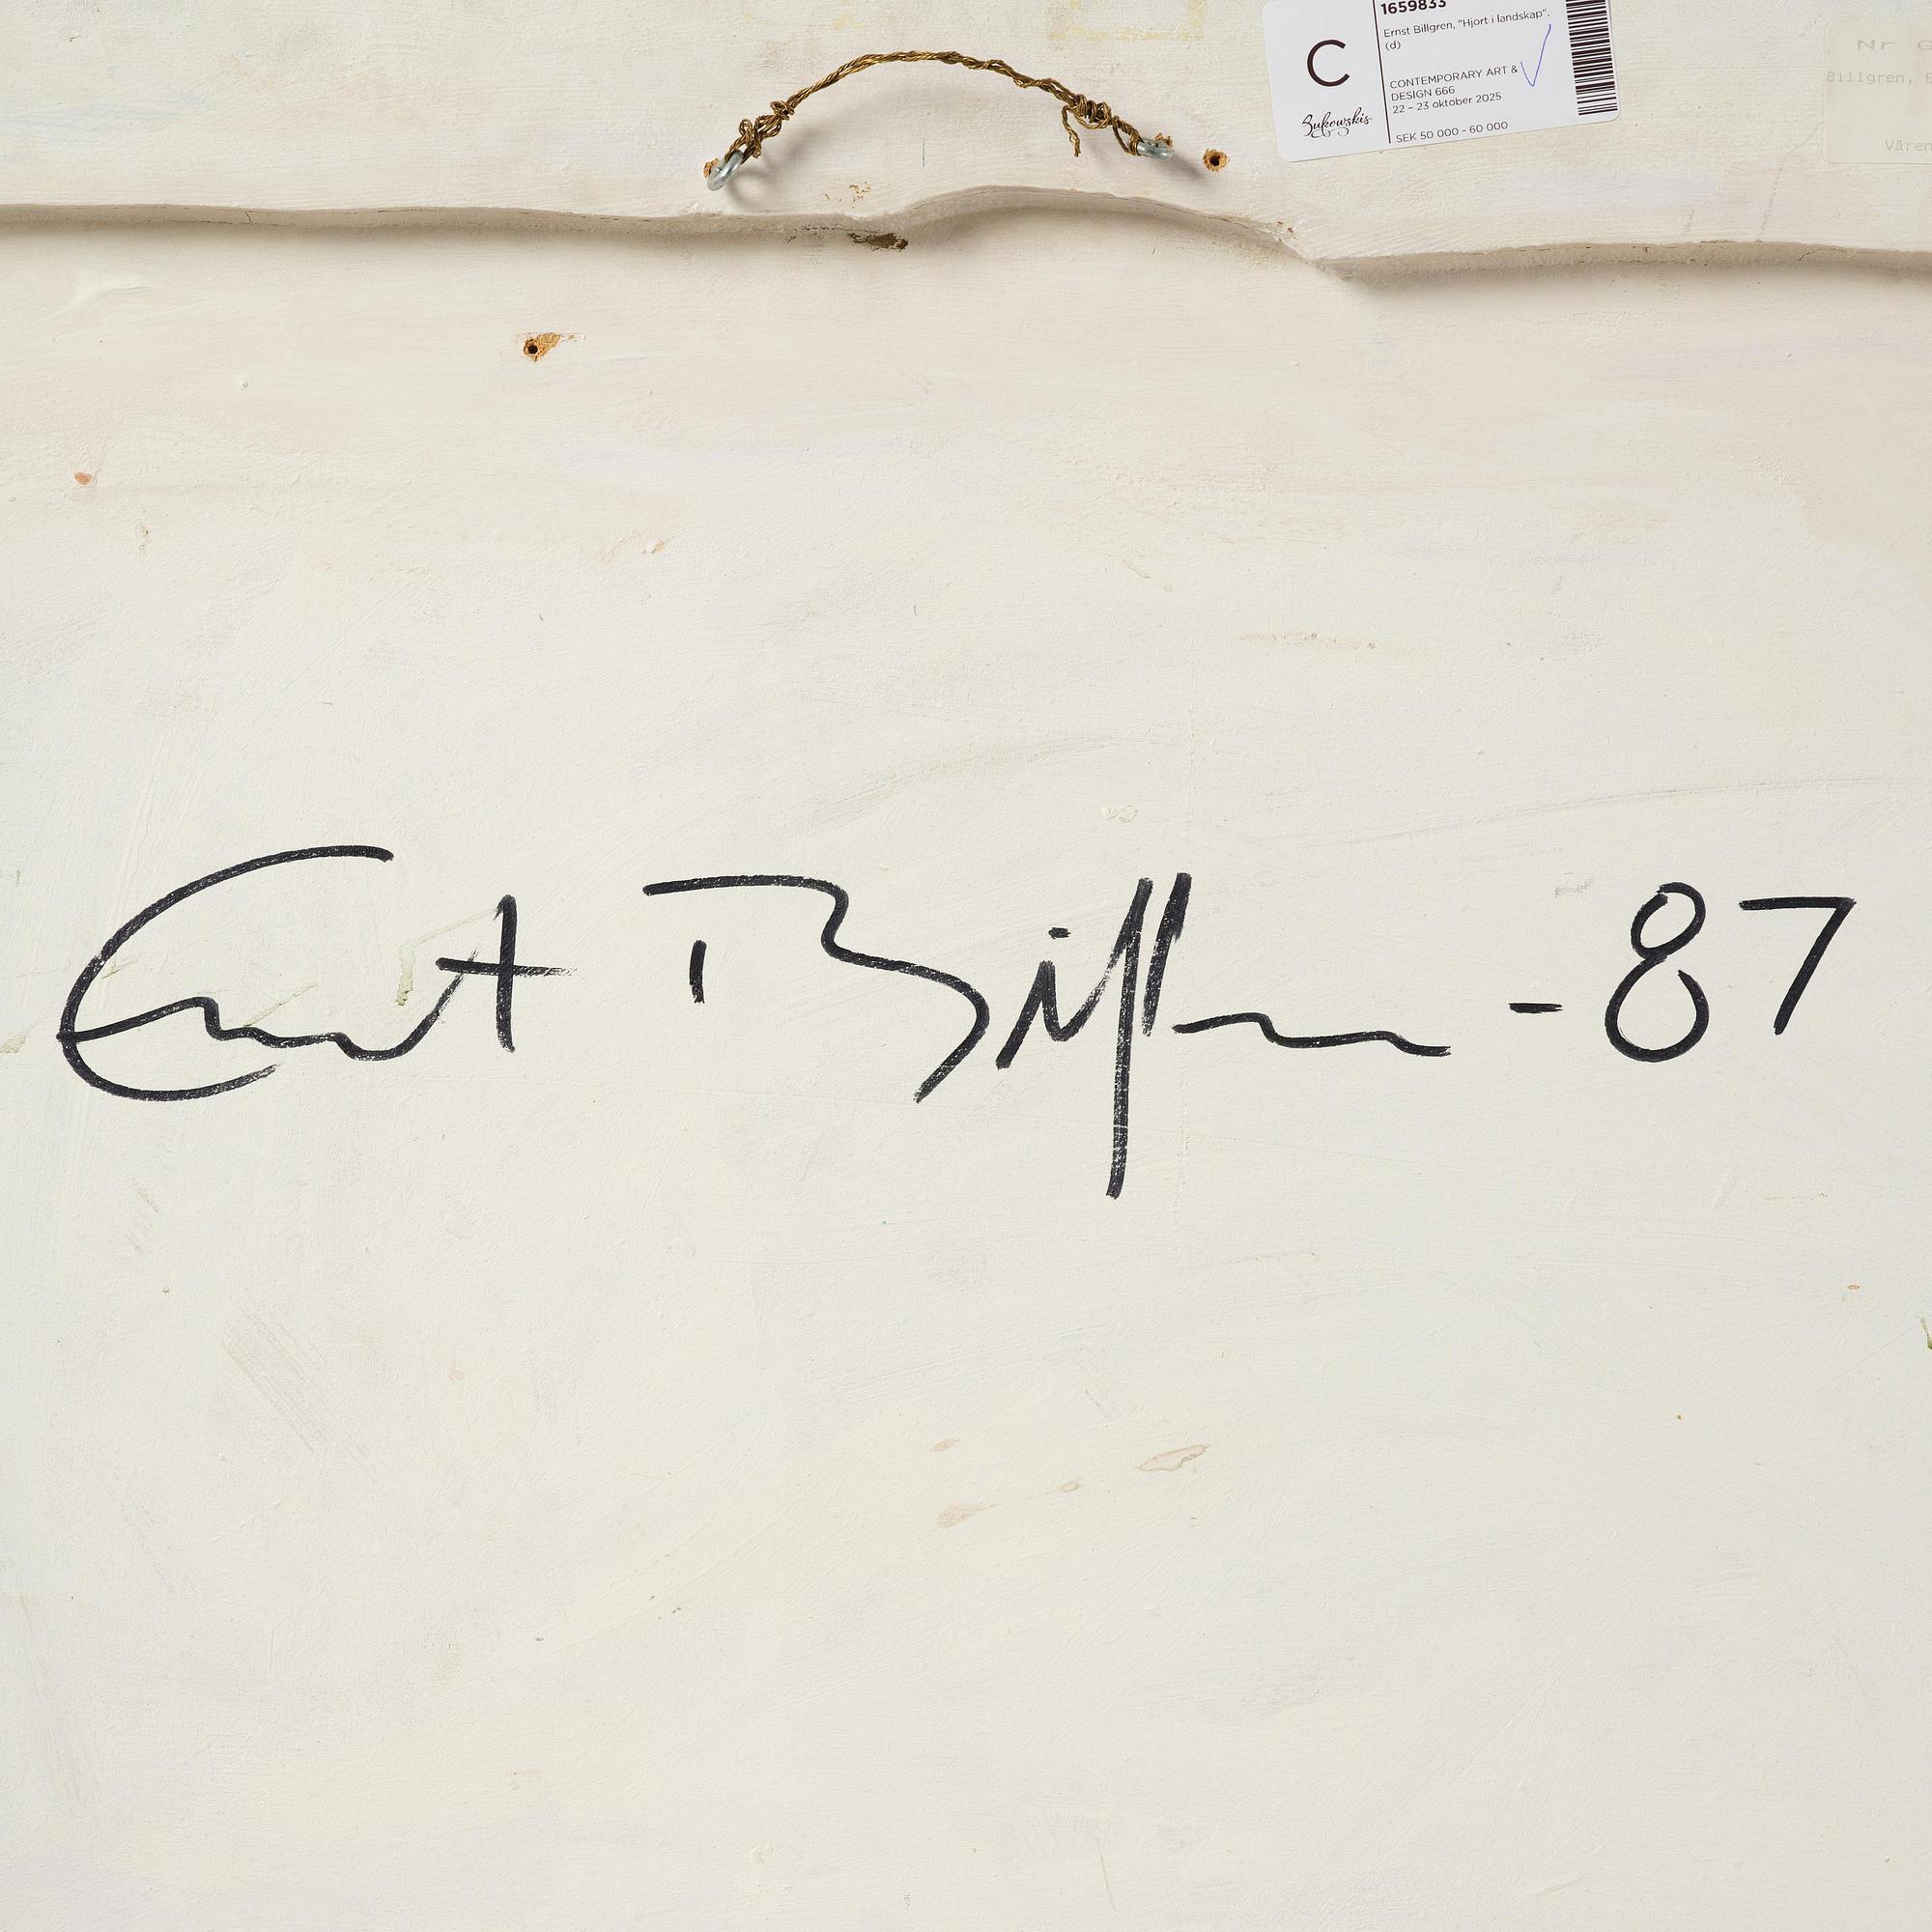 1659833
Ernst Billgren, "Hjort i landskap".
(d)
C
CONTEMPORARY ART &
DESIGN 666
22 – 23 oktober 2025
Bukowskis
SEK 50 000 - 60 000
Nr
Billgren,
Ernst Billgren -87